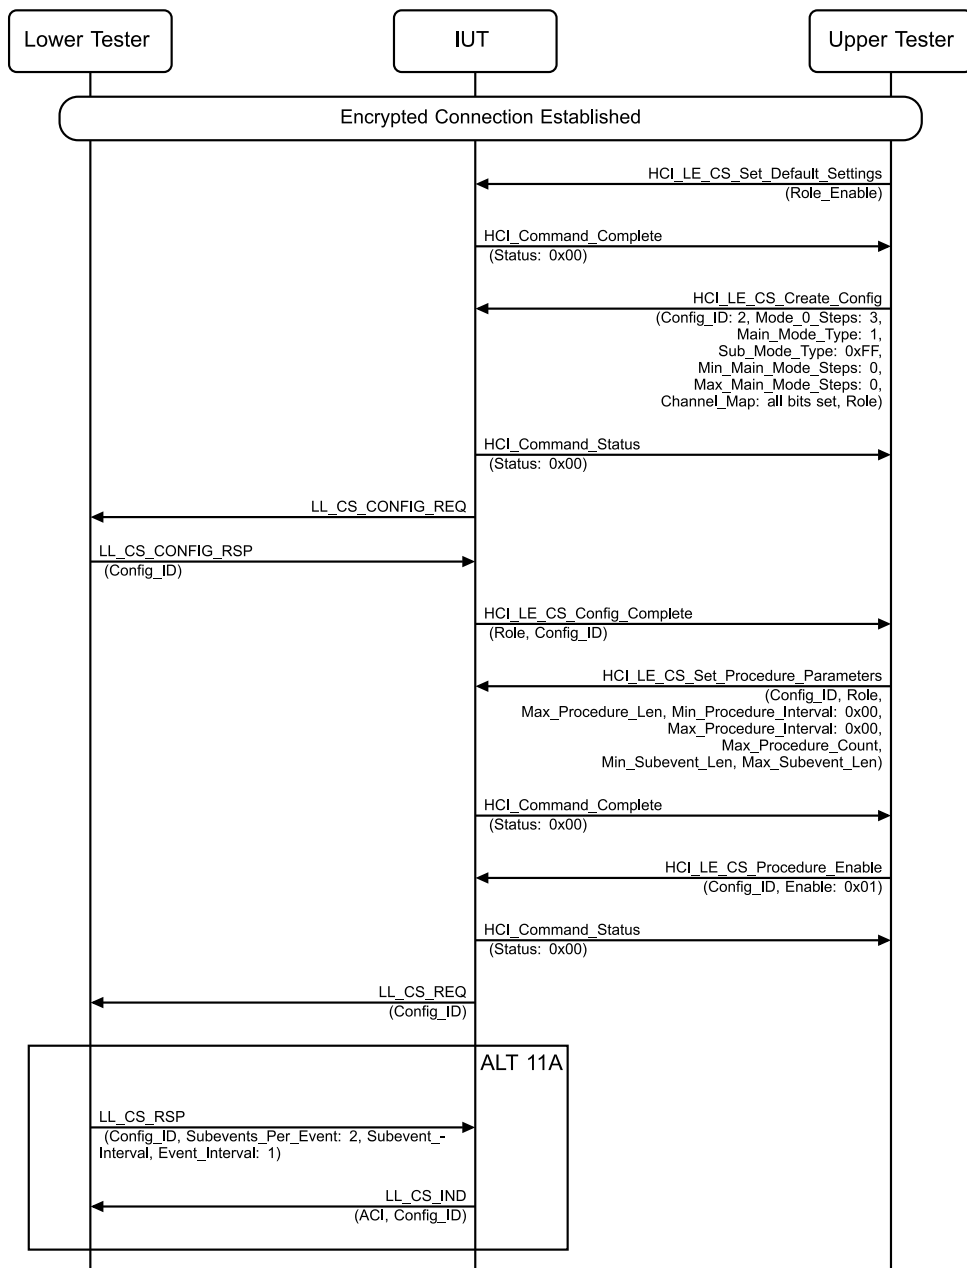 Lower Tester
IUT
Upper Tester
Encrypted Connection Established
HCI_LE_CS_Set_Default_Settings
(Role_Enable)
HCI_Command_Complete
(Status: 0x00)
HCI_LE_CS_Create_Config
(Config_ID: 2, Mode_0_Steps: 3,
Main_Mode_Type: 1,
Sub_Mode_Type: 0xFF,
Min_Main_Mode_Steps: 0,
Max_Main_Mode_Steps: 0,
Channel_Map: all bits set, Role)
HCI_Command_Status
(Status: 0x00)
LL_CS_CONFIG_REQ
LL_CS_CONFIG_RSP
(Config_ID)
HCI_LE_CS_Config_Complete
(Role, Config_ID)
HCI_LE_CS_Set_Procedure_Parameters
(Config_ID, Role,
Max_Procedure_Len, Min_Procedure_Interval: 0x00,
Max_Procedure_Interval: 0x00,
Max_Procedure_Count,
Min_Subevent_Len, Max_Subevent_Len)
HCI_Command_Complete
(Status: 0x00)
HCI_LE_CS_Procedure_Enable
(Config_ID, Enable: 0x01)
HCI_Command_Status
(Status: 0x00)
LL_CS_REQ
(Config_ID)
ALT 11A
LL_CS_RSP
(Config_ID, Subevents_Per_Event: 2, Subevent_-
Interval, Event_Interval: 1)
LL_CS_IND
(ACI, Config_ID)